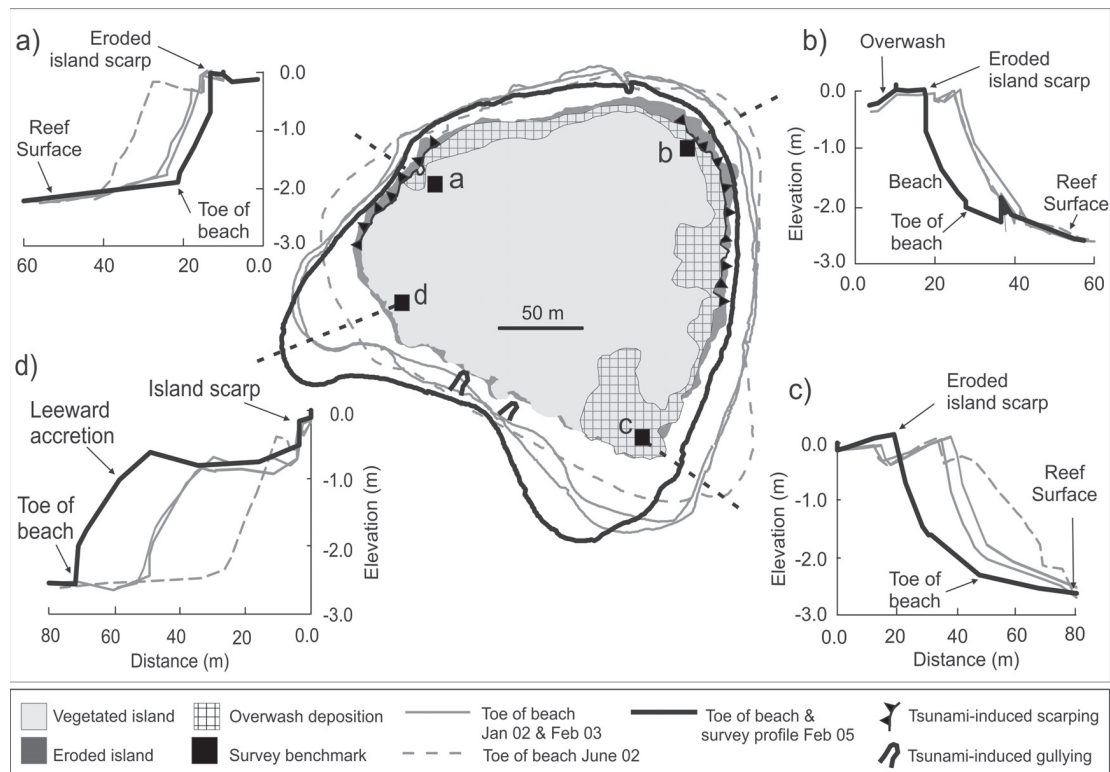 a)
Eroded
island scarp
0.0
-1.0
-2.0
-3.0
Reef
Surface
Toe of
beach
60
40
20
0.0
b)
Overwash
Eroded
island scarp
0.0
-1.0
-2.0
-3.0
Elevation (m)
Beach
Toe of
beach
Reef
Surface
0
20
40
60
a
b
c
d
50 m
d)
Island scarp
Leeward
accretion
Toe of
beach
0.0
-1.0
-2.0
-3.0
Elevation (m)
80
60
40
20
0.0
Distance (m)
c)
Eroded
island scarp
0.0
-1.0
-2.0
-3.0
Elevation (m)
Reef
Surface
Toe of
beach
0.0
20
40
60
80
Distance (m)
Vegetated island
Eroded island
Overwash deposition
Survey benchmark
Toe of beach
Jan 02 & Feb 03
Toe of beach June 02
Toe of beach &
survey profile Feb 05
Tsunami-induced scarping
Tsunami-induced gullying